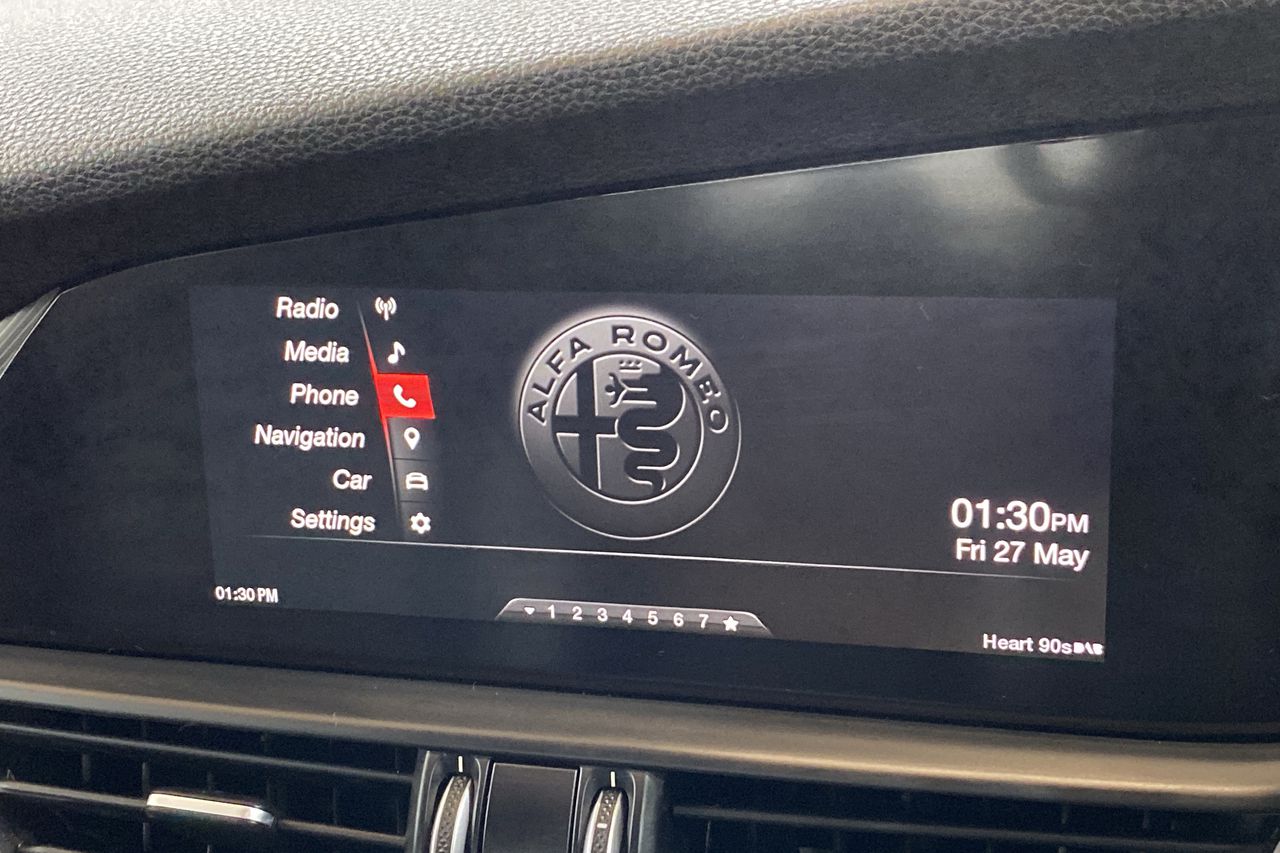 Radio
Media
Phone
Navigation
Car
Settings
ALFA ROMEO
01:30PM
Fri 27 May
01:30 PM
1 2 3 4 5 6 7
Heart 90s DAB